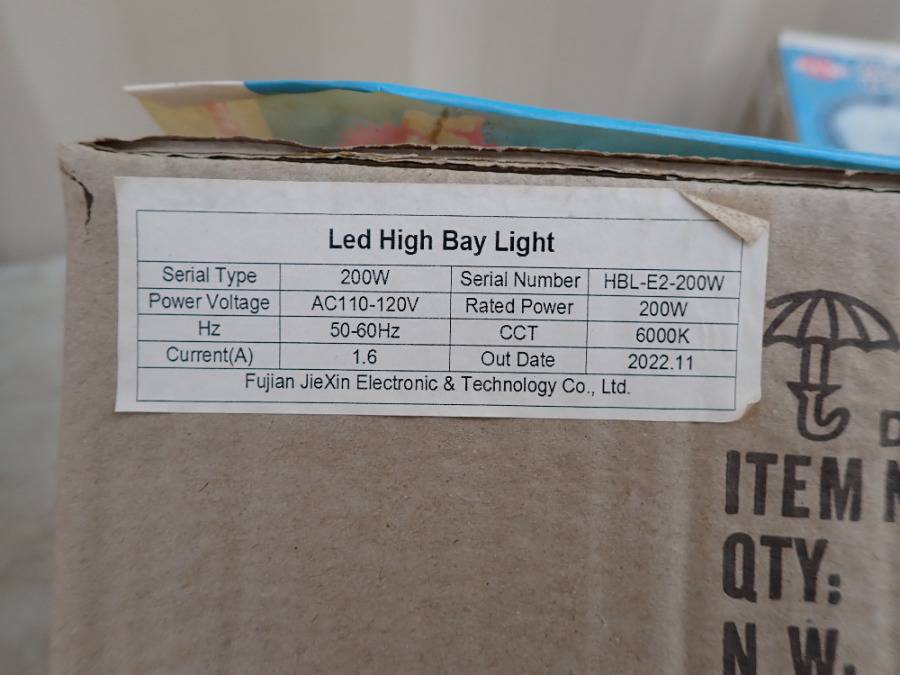 Led High Bay Light
Serial Type 200W Serial Number HBL-E2-200W
Power Voltage AC110-120V Rated Power 200W
Hz 50-60Hz CCT 6000K
Current(A) 1.6 Out Date 2022.11
Fujian JieXin Electronic & Technology Co., Ltd.
ITEM
QTY:
N.W.